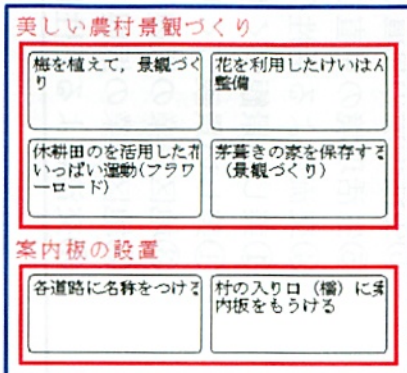 美しい農村景観づくり
梅を植えて，景観づく
り
花を利用したけいはん
整備
休耕田のを活用した花
いっぱい運動(フラワ
ーロード)
茅葺きの家を保存する
（景観づくり）
案内板の設置
各道路に名称をつける
村の入り口（橋）に案
内板をもうける